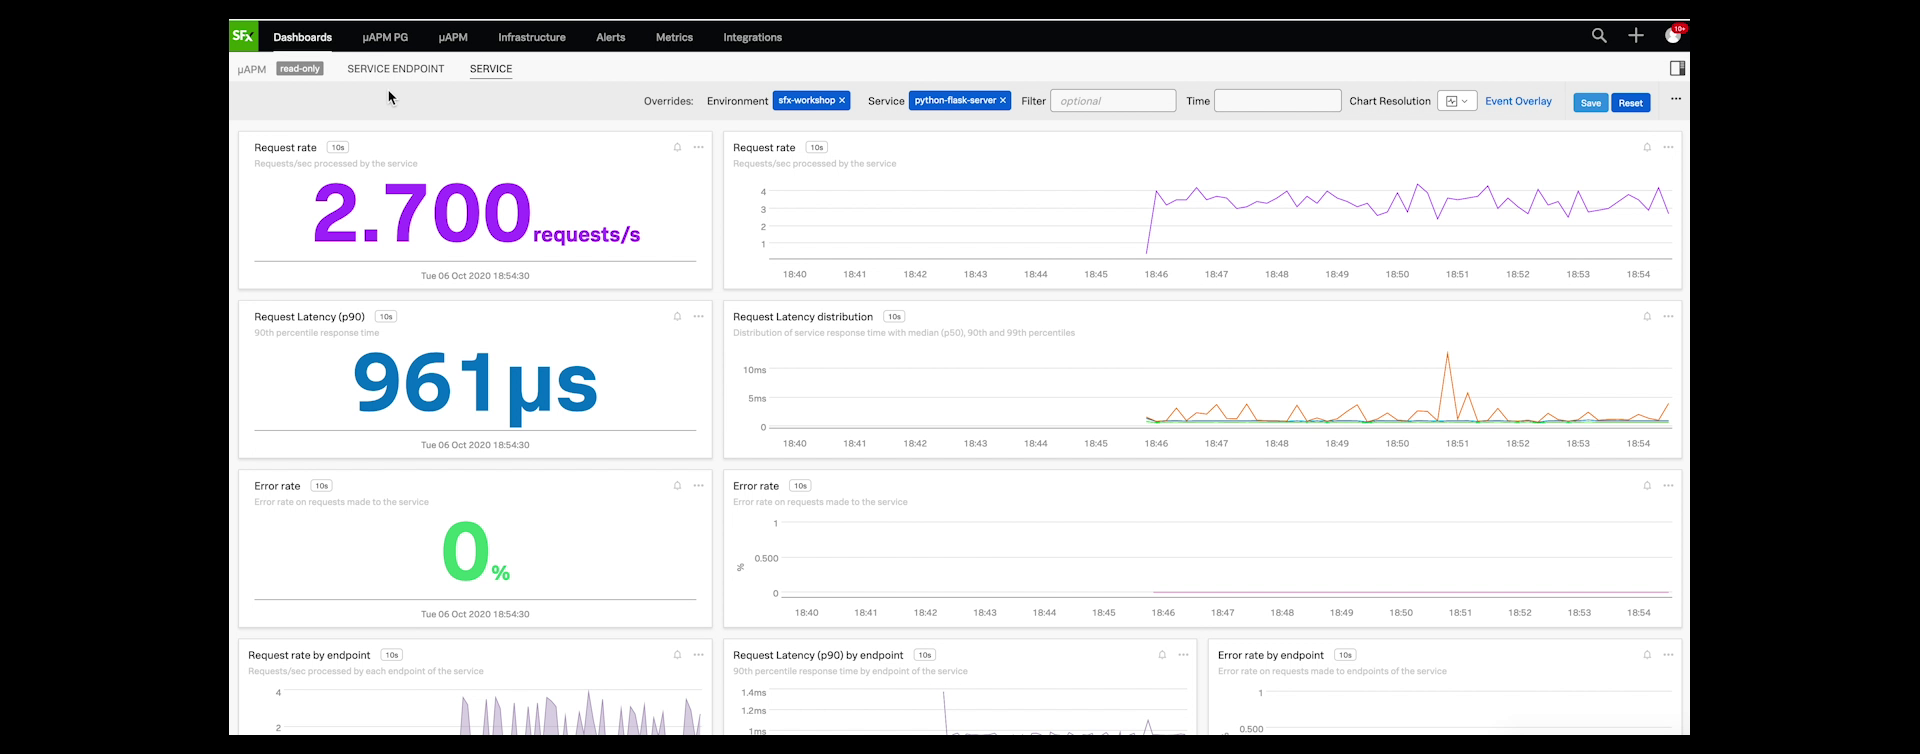 SFx Dashboards µAPM PG µAPM Infrastructure Alerts Metrics Integrations 10+
µAPM read-only SERVICE ENDPOINT SERVICE
Overrides: Environment sfx-workshop × Service python-flask-server × Filter optional Time Chart Resolution Event Overlay Save Reset
Request rate 10s
Requests/sec processed by the service
2.700 requests/s
Tue 06 Oct 2020 18:54:30
Request rate 10s
Requests/sec processed by the service
4
3
2
1
18:40 18:41 18:42 18:43 18:44 18:45 18:46 18:47 18:48 18:49 18:50 18:51 18:52 18:53 18:54
Request Latency (p90) 10s
90th percentile response time
961µs
Tue 06 Oct 2020 18:54:30
Request Latency distribution 10s
Distribution of service response time with median (p50), 90th and 99th percentiles
10ms
5ms
0
18:40 18:41 18:42 18:43 18:44 18:45 18:46 18:47 18:48 18:49 18:50 18:51 18:52 18:53 18:54
Error rate 10s
Error rate on requests made to the service
0%
Tue 06 Oct 2020 18:54:30
Error rate 10s
Error rate on requests made to the service
1
0.500
%
0
18:40 18:41 18:42 18:43 18:44 18:45 18:46 18:47 18:48 18:49 18:50 18:51 18:52 18:53 18:54
Request rate by endpoint 10s
Requests/sec processed by each endpoint of the service
4
2
Request Latency (p90) by endpoint 10s
90th percentile response time by endpoint of the service
1.4ms
1.2ms
1ms
Error rate by endpoint 10s
Error rate on requests made to endpoints of the service
1
0.500